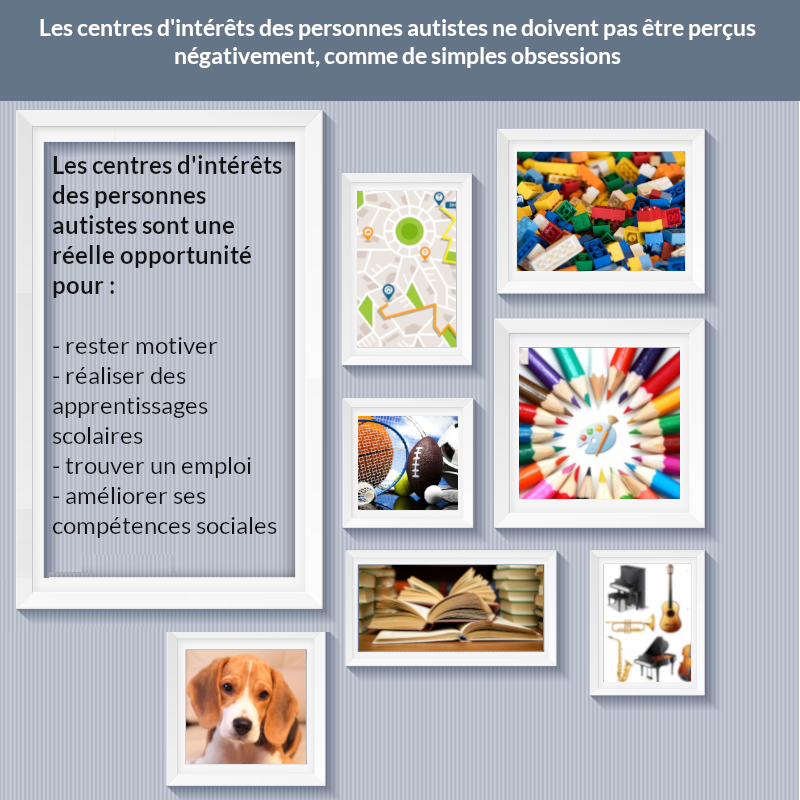 Les centres d'intérêts des personnes autistes ne doivent pas être perçus
négativement, comme de simples obsessions
Les centres d'intérêts
des personnes
autistes sont une
réelle opportunité
pour :
- rester motiver
- réaliser des
apprentissages
scolaires
- trouver un emploi
- améliorer ses
compétences sociales